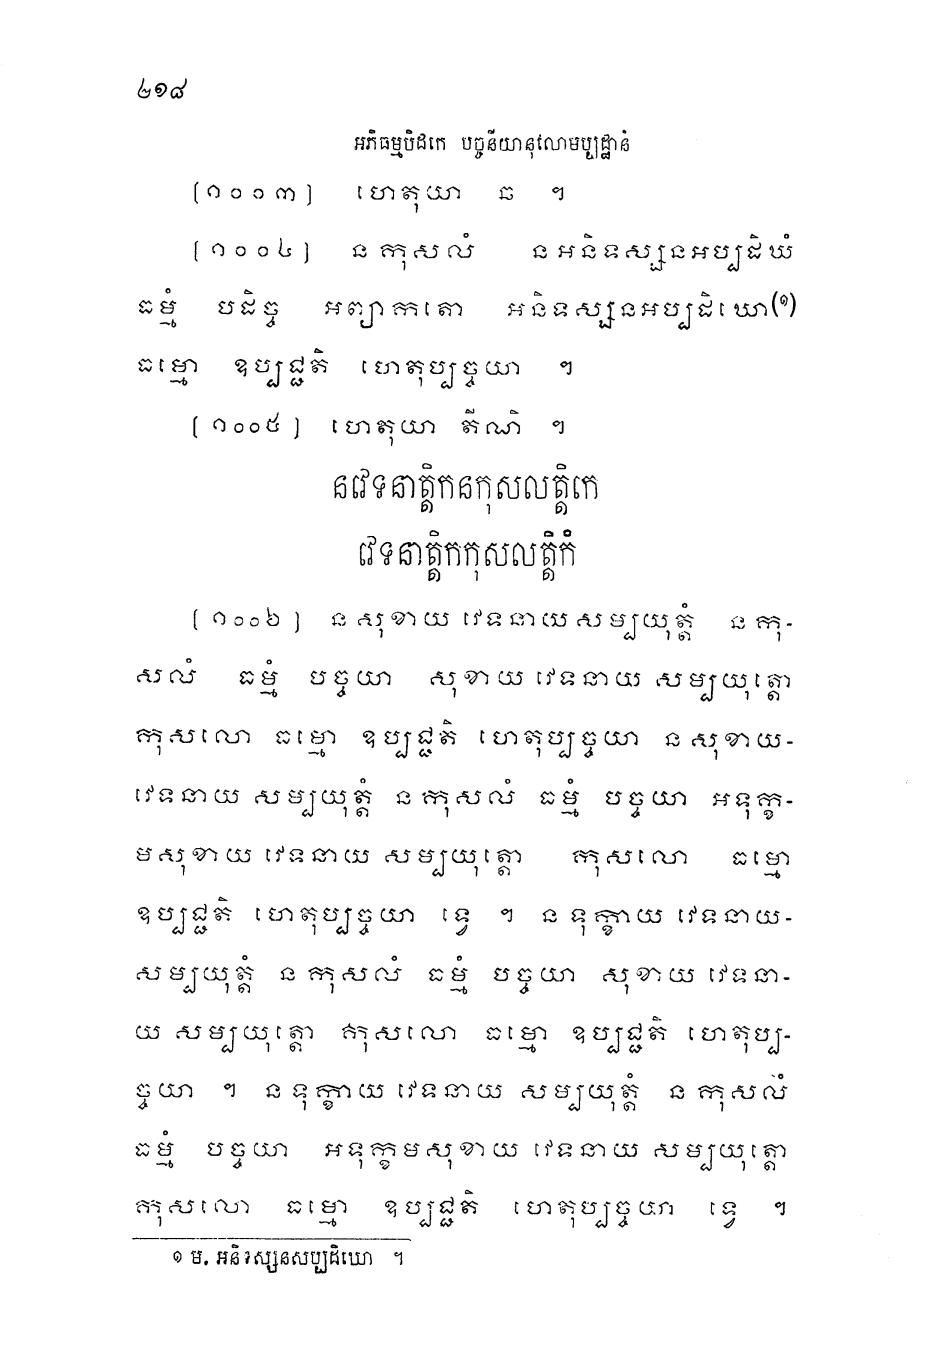 ២១៨
អភិធម្មបិដកេ បច្ចនីយានុលោមប្បដ្ឋានំ
[១០០៣] ហេតុយា ឆ ។
[១០០៤] ន កុសលំ ន អនិទស្សនអប្បដិឃំ
ធម្មំ បដិច្ច អព្យាកតោ អនិទស្សនអប្បដិឃោ(១)
ធម្មោ ឧប្បជ្ជតិ ហេតុប្បច្ចយា ។
[១០០៥] ហេតុយា តីណិ ។
នវេទនាត្តិកនកុសលត្តិកេ
វេទនាត្តិកកុសលត្តិកំ
[១០០៦] ន សុខាយ វេទនាយ សម្បយុត្តំ ន កុ-
សលំ ធម្មំ បច្ចយា សុខាយ វេទនាយ សម្បយុត្តោ
កុសលោ ធម្មោ ឧប្បជ្ជតិ ហេតុប្បច្ចយា ន សុខាយ-
វេទនាយ សម្បយុត្តំ ន កុសលំ ធម្មំ បច្ចយា អទុក្ខ-
មសុខាយ វេទនាយ សម្បយុត្តោ កុសលោ ធម្មោ
ឧប្បជ្ជតិ ហេតុប្បច្ចយា ទ្វេ ។ ន ទុក្ខាយ វេទនាយ-
សម្បយុត្តំ ន កុសលំ ធម្មំ បច្ចយា សុខាយ វេទនា-
យ សម្បយុត្តោ កុសលោ ធម្មោ ឧប្បជ្ជតិ ហេតុប្ប-
ច្ចយា ។ ន ទុក្ខាយ វេទនាយ សម្បយុត្តំ ន កុសលំ
ធម្មំ បច្ចយា អទុក្ខមសុខាយ វេទនាយ សម្បយុត្តោ
កុសលោ ធម្មោ ឧប្បជ្ជតិ ហេតុប្បច្ចយា ទ្វេ ។
១ ម. អនិទស្សនសប្បដិឃោ ។